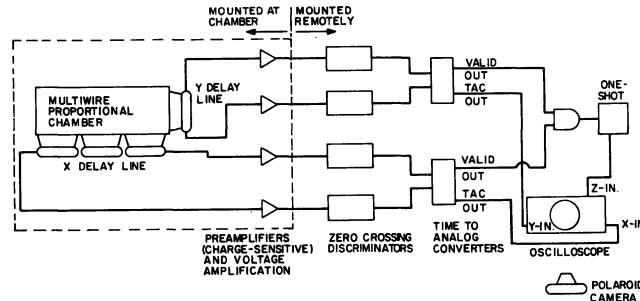 MOUNTED AT
CHAMBER
MOUNTED
REMOTELY
MULTIWIRE
PROPORTIONAL
CHAMBER
Y DELAY
LINE
X DELAY LINE
VALID
OUT
TAC
OUT
ONE-
SHOT
VALID
OUT
TAC
OUT
Z-IN.
Y-IN.
X-IN
OSCILLOSCOPE
PREAMPLIFIERS
(CHARGE-SENSITIVE)
AND VOLTAGE
AMPLIFICATION
ZERO CROSSING
DISCRIMINATORS
TIME TO
ANALOG
CONVERTERS
POLAROID
CAMERA